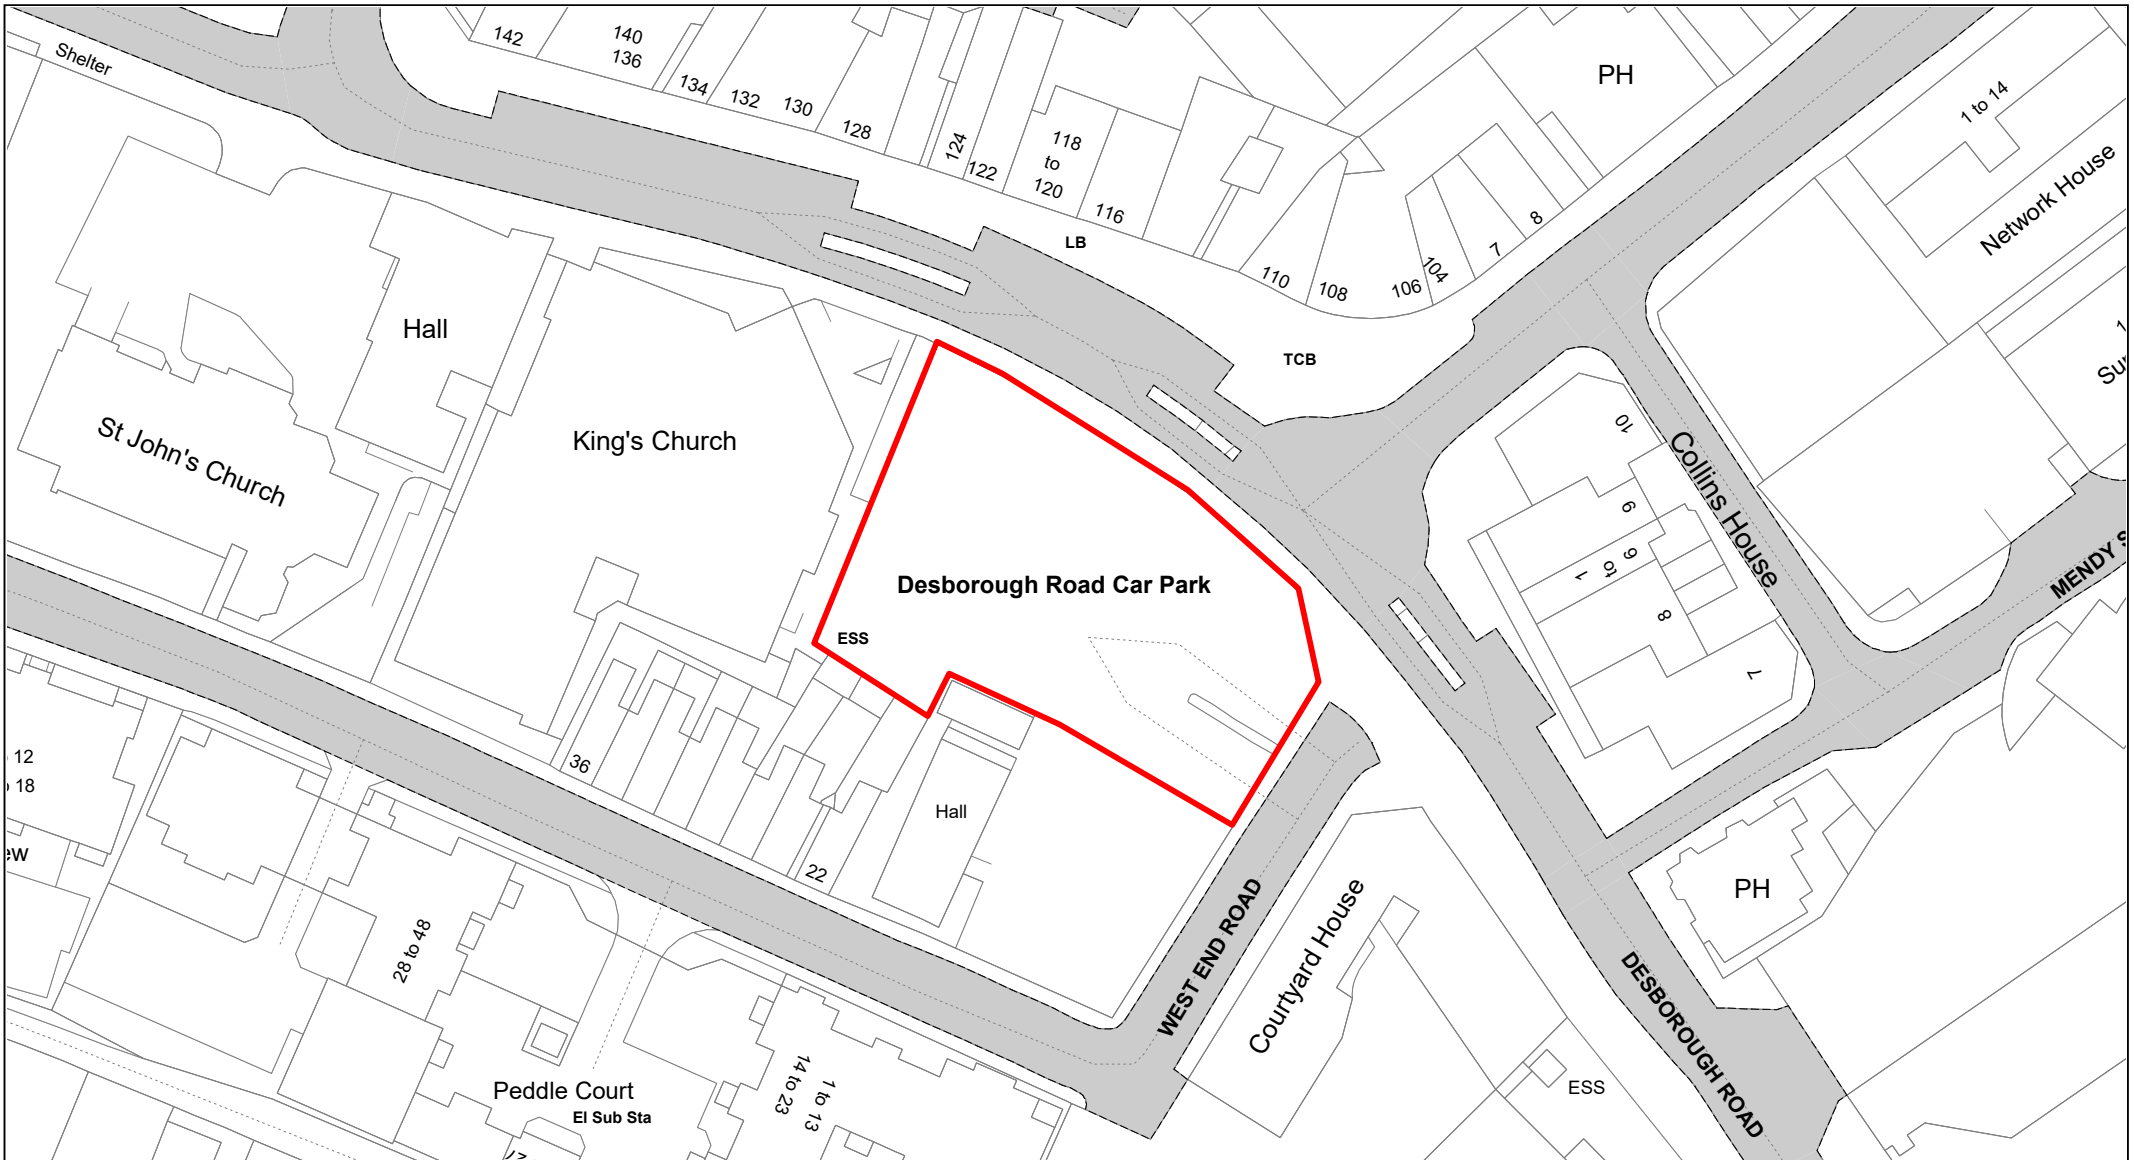 Shelter
142
140
136
134
132
130
128
124
122
118
to
120
116
LB
110
108
106
104
7
8
PH
1 to 14
Network House
TCB
Hall
St John's Church
King's Church
Desborough Road Car Park
ESS
10
Collins House
9
1
to
9
8
7
MENDY S
36
22
Hall
12
18
ew
28 to 48
Peddle Court
El Sub Sta
14 to 23
1 to 13
WEST END ROAD
Courtyard House
PH
DESBOROUGH ROAD
ESS